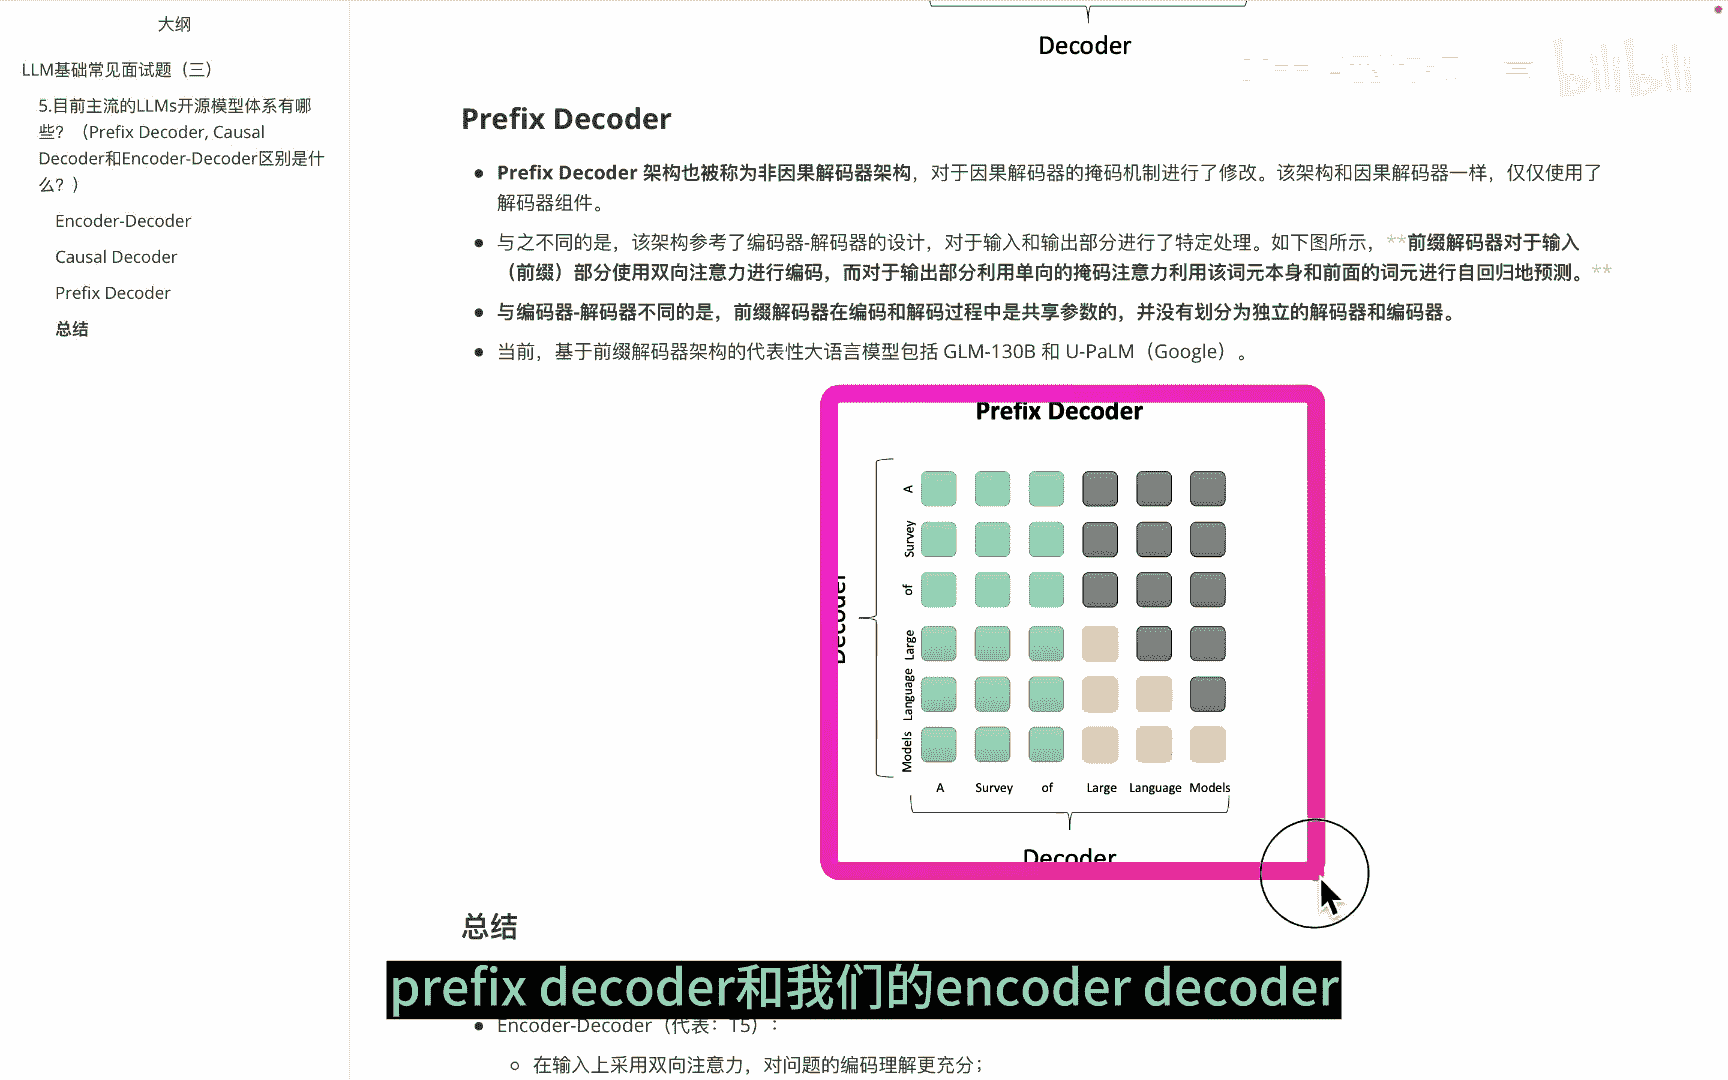 大纲
LLM基础常见面试题（三）
5.目前主流的LLMs开源模型体系有哪
些？（Prefix Decoder, Causal
Decoder和Encoder-Decoder区别是什
么？）
Encoder-Decoder
Causal Decoder
Prefix Decoder
总结
Decoder
bilibili
Prefix Decoder
Prefix Decoder 架构也被称为非因果解码器架构，对于因果解码器的掩码机制进行了修改。该架构和因果解码器一样，仅仅使用了
解码器组件。
与之不同的是，该架构参考了编码器-解码器的设计，对于输入和输出部分进行了特定处理。如下图所示，**前缀解码器对于输入
（前缀）部分使用双向注意力进行编码，而对于输出部分利用单向的掩码注意力利用该词元本身和前面的词元进行自回归地预测。**
与编码器-解码器不同的是，前缀解码器在编码和解码过程中是共享参数的，并没有划分为独立的解码器和编码器。
当前，基于前缀解码器架构的代表性大语言模型包括 GLM-130B 和 U-PaLM（Google）。
Prefix Decoder
Decoder
A
Survey
of
Large
Language
Models
A Survey of Large Language Models
Decoder
总结
prefix decoder和我们的encoder decoder
Encoder-Decoder（代表：T5）：
在输入上采用双向注意力，对问题的编码理解更充分；